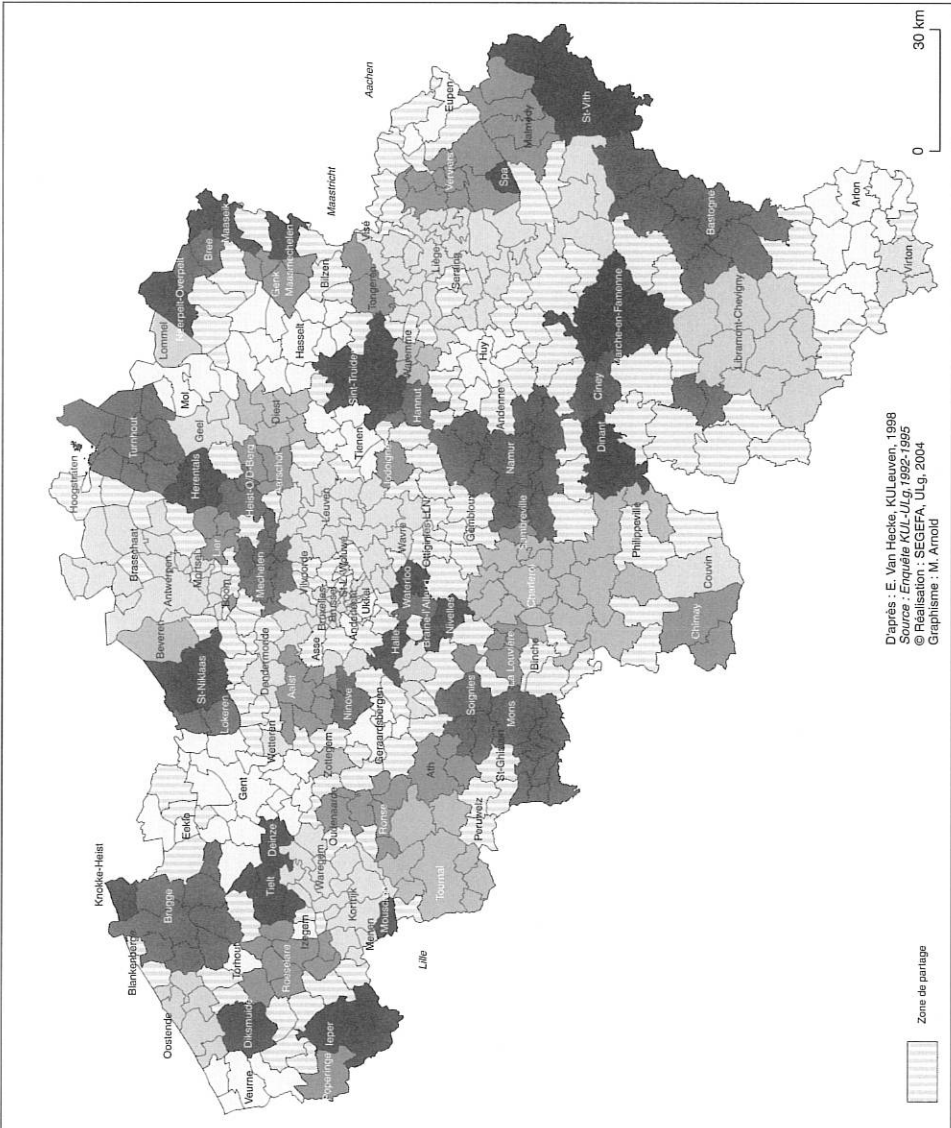 Knokke-Heist
Blankenberge
Oostende
Brugge
Eeklo
Veurne
Diksmuide
Torhout
Tielt
Deinze
Gent
Roeselare
Izegem
Waregem
Poperinge
Ieper
Kortrijk
Menen
Lille
Oudenaarde
Zottegem
Wetteren
Lokeren
St-Niklaas
Beveren
Dendermonde
Aalst
Ninove
Geraardsbergen
Ronse
Tournai
Ath
Peruwelz
St-Ghislain
Mons
Soignies
La Louvière
Binche
Hoogstraten
Brasschaat
Antwerpen
Mortsel
Lier
Boom
Mechelen
Turnhout
Herentals
Geel
Mol
Heist-O/D-Berg
Aarschot
Diest
Vilvoorde
Asse
Leuven
Tienen
Halle
Ukkel
Waterloo
Nivelles
Wavre
Gembloux
Lommel
Neerpelt-Overpelt
Bree
Maaseik
Genk
Maasmechelen
Hasselt
Bilzen
Tongeren
Sint-Truiden
Maastricht
Aachen
Visé
Waremme
Hannut
Liège
Seraing
Huy
Andenne
Namur
Charleroi
Philippeville
Couvin
Chimay
Dinant
Ciney
Marche-en-Famenne
Verviers
Eupen
Spa
Malmedy
St-Vith
Bastogne
Libramont-Chevigny
Arlon
Virton
Zone de partage
D'après : E. Van Hecke, KULeuven, 1998
Source : Enquête KUL-ULg, 1992-1995
© Réalisation : SEGEFA, ULg, 2004
Graphisme : M. Arnold
0 30 km